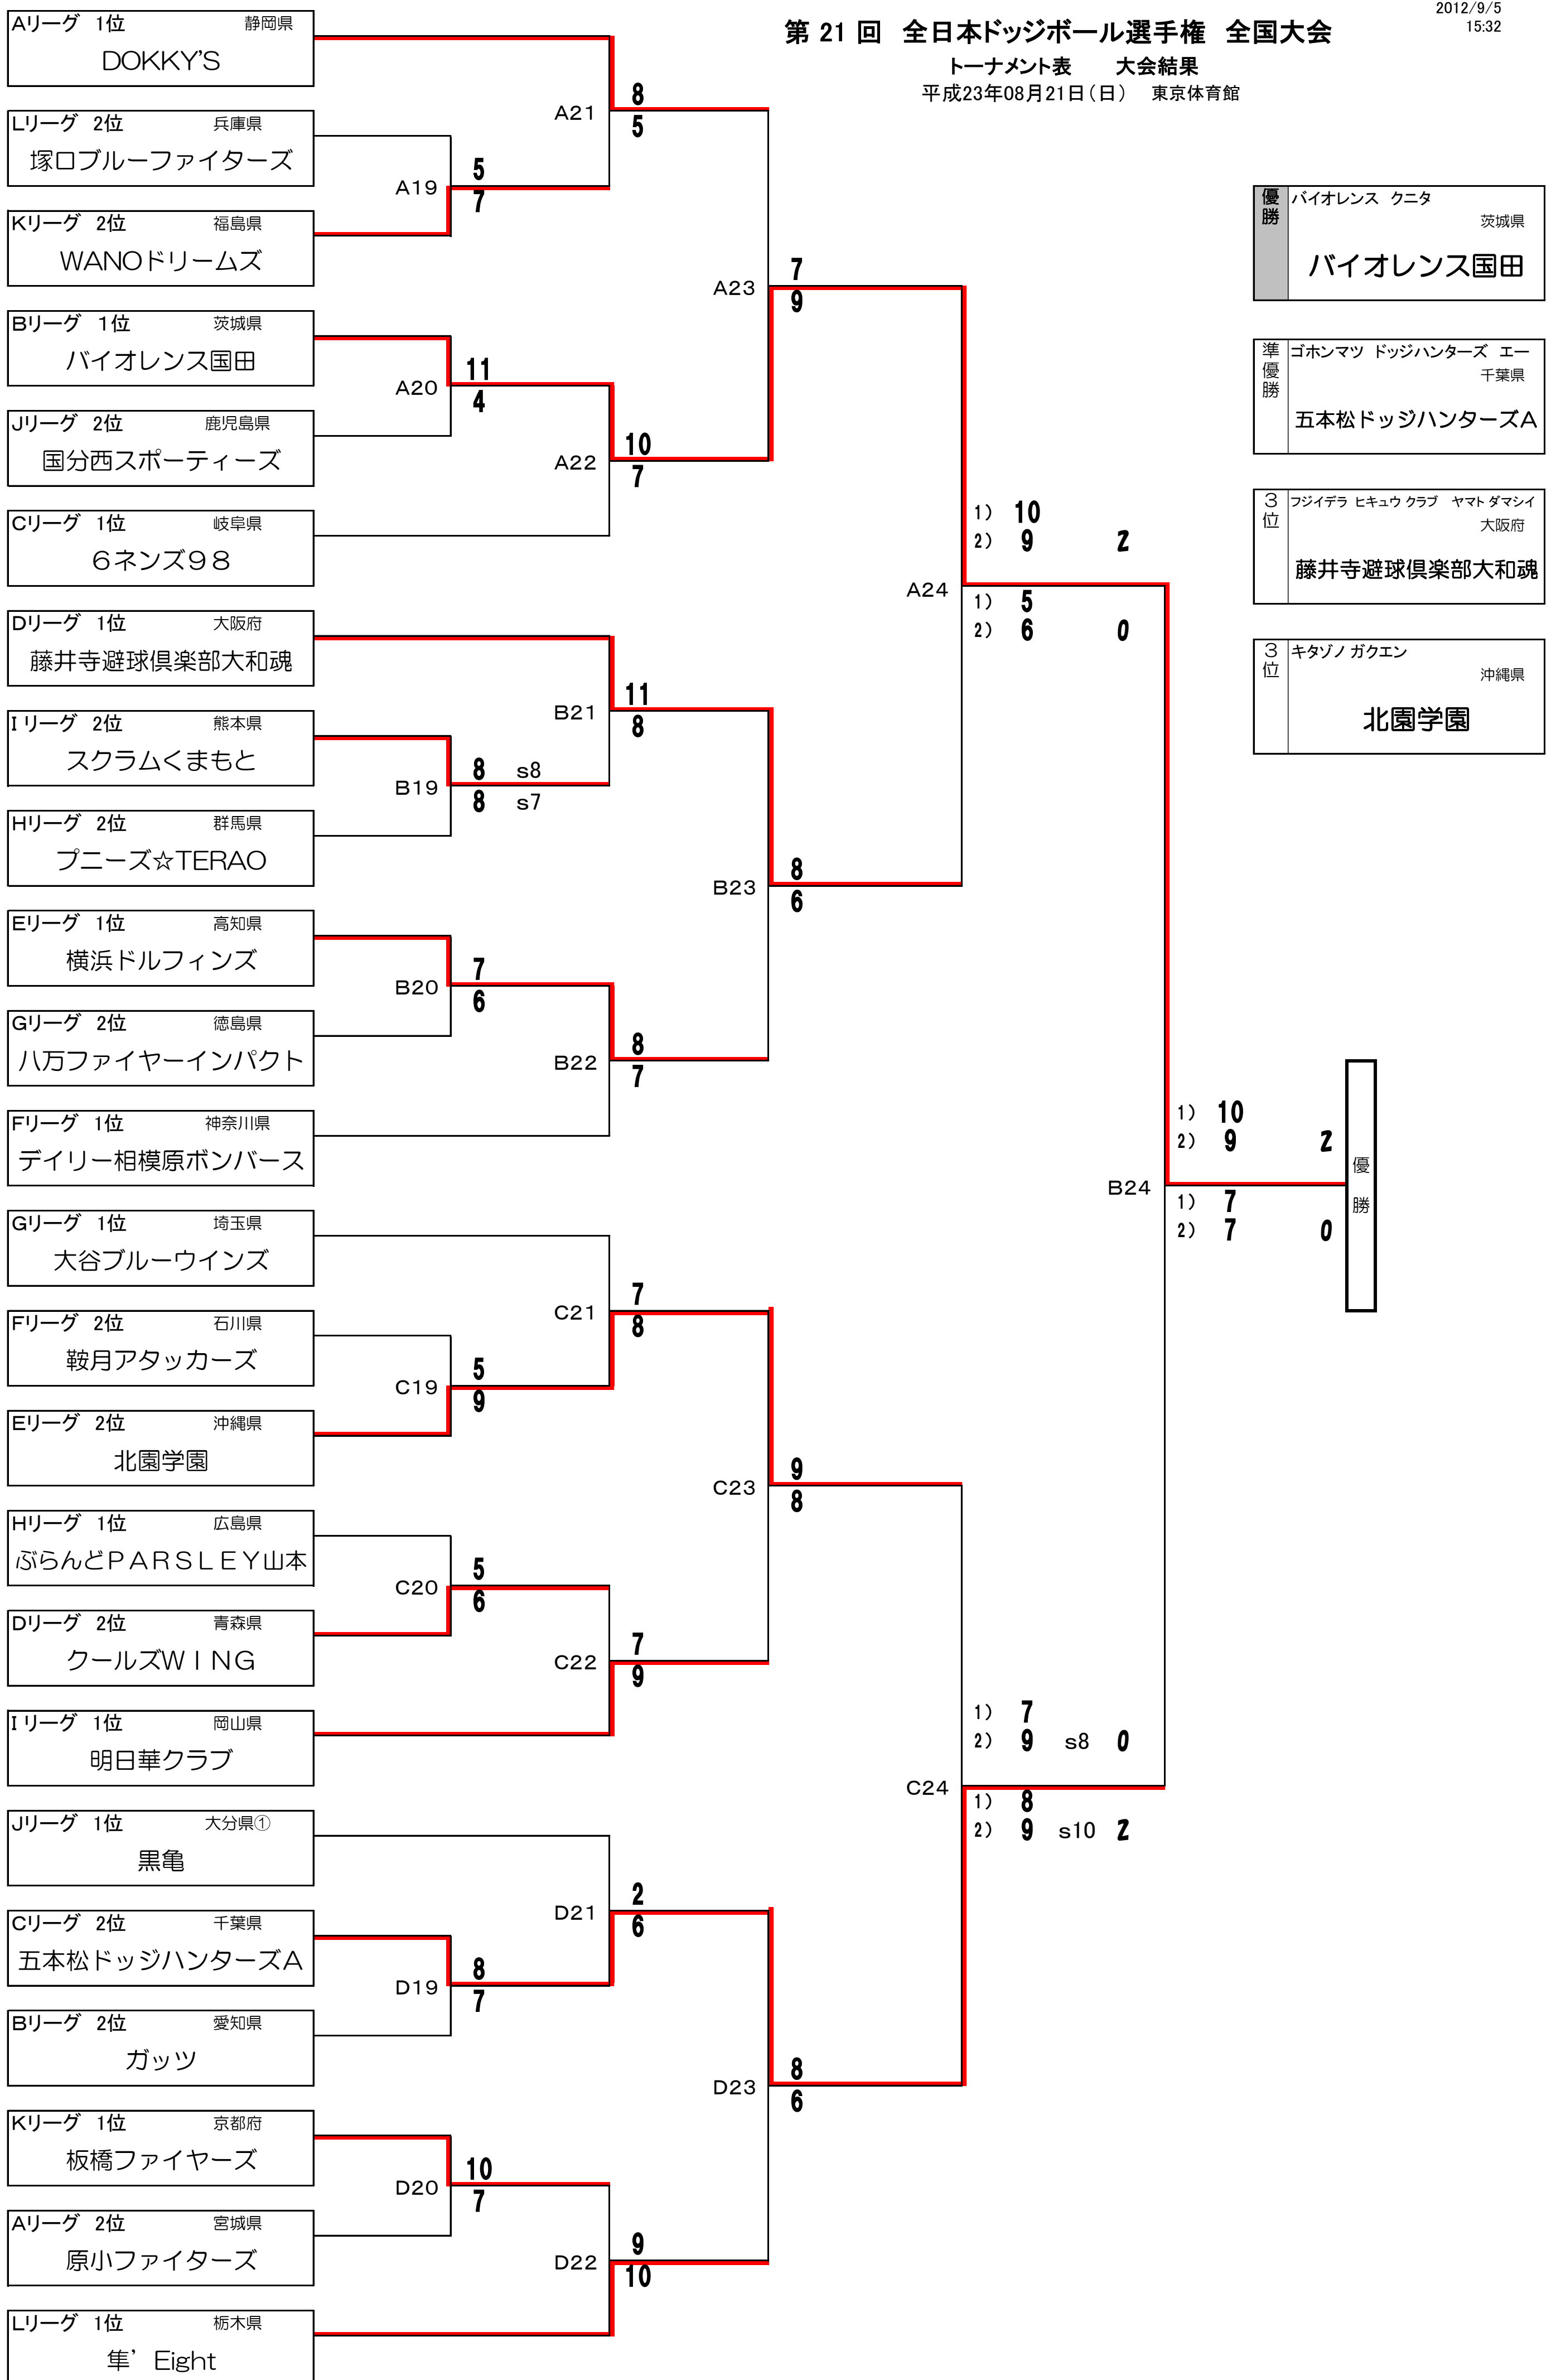 2012/9/5
15:32
第 21 回　全日本ドッジボール選手権　全国大会
トーナメント表　　大会結果
平成23年08月21日（日）　東京体育館
Aリーグ　1位　静岡県
DOKKY'S
Lリーグ　2位　兵庫県
塚口ブルーファイターズ
Kリーグ　2位　福島県
WANOドリームズ
Bリーグ　1位　茨城県
バイオレンス国田
Jリーグ　2位　鹿児島県
国分西スポーティーズ
Cリーグ　1位　岐阜県
６ネンズ９８
Dリーグ　1位　大阪府
藤井寺避球倶楽部大和魂
Iリーグ　2位　熊本県
スクラムくまもと
Hリーグ　2位　群馬県
プニーズ☆TERAO
Eリーグ　1位　高知県
横浜ドルフィンズ
Gリーグ　2位　徳島県
八万ファイヤーインパクト
Fリーグ　1位　神奈川県
デイリー相模原ボンバース
Gリーグ　1位　埼玉県
大谷ブルーウインズ
Fリーグ　2位　石川県
鞍月アタッカーズ
Eリーグ　2位　沖縄県
北園学園
Hリーグ　1位　広島県
ぶらんどＰＡＲＳＬＥＹ山本
Dリーグ　2位　青森県
クールズＷＩＮＧ
Iリーグ　1位　岡山県
明日華クラブ
Jリーグ　1位　大分県①
黒亀
Cリーグ　2位　千葉県
五本松ドッジハンターズＡ
Bリーグ　2位　愛知県
ガッツ
Kリーグ　1位　京都府
板橋ファイヤーズ
Aリーグ　2位　宮城県
原小ファイターズ
Lリーグ　1位　栃木県
隼’Eight
A19
5
7
A20
11
4
B19
8　s8
8　s7
B20
7
6
C19
5
9
C20
5
6
D19
8
7
D20
10
7
A21
8
5
A22
10
7
B21
11
8
B22
8
7
C21
7
8
C22
7
9
D21
2
6
D22
9
10
A23
7
9
B23
8
6
C23
9
8
D23
8
6
A24
1） 10
2） 9　2
1） 5
2） 6　0
C24
1） 7
2） 9　s8　0
1） 8
2） 9　s10　2
B24
1） 10
2） 9　2
1） 7
2） 7　0
優勝
優勝
バイオレンス　クニタ
茨城県
バイオレンス国田
準優勝
ゴホンマツ　ドッジハンターズ　エー
千葉県
五本松ドッジハンターズＡ
３位
フジイデラ ヒキュウ クラブ　ヤマト ダマシイ
大阪府
藤井寺避球倶楽部大和魂
３位
キタゾノ ガクエン
沖縄県
北園学園